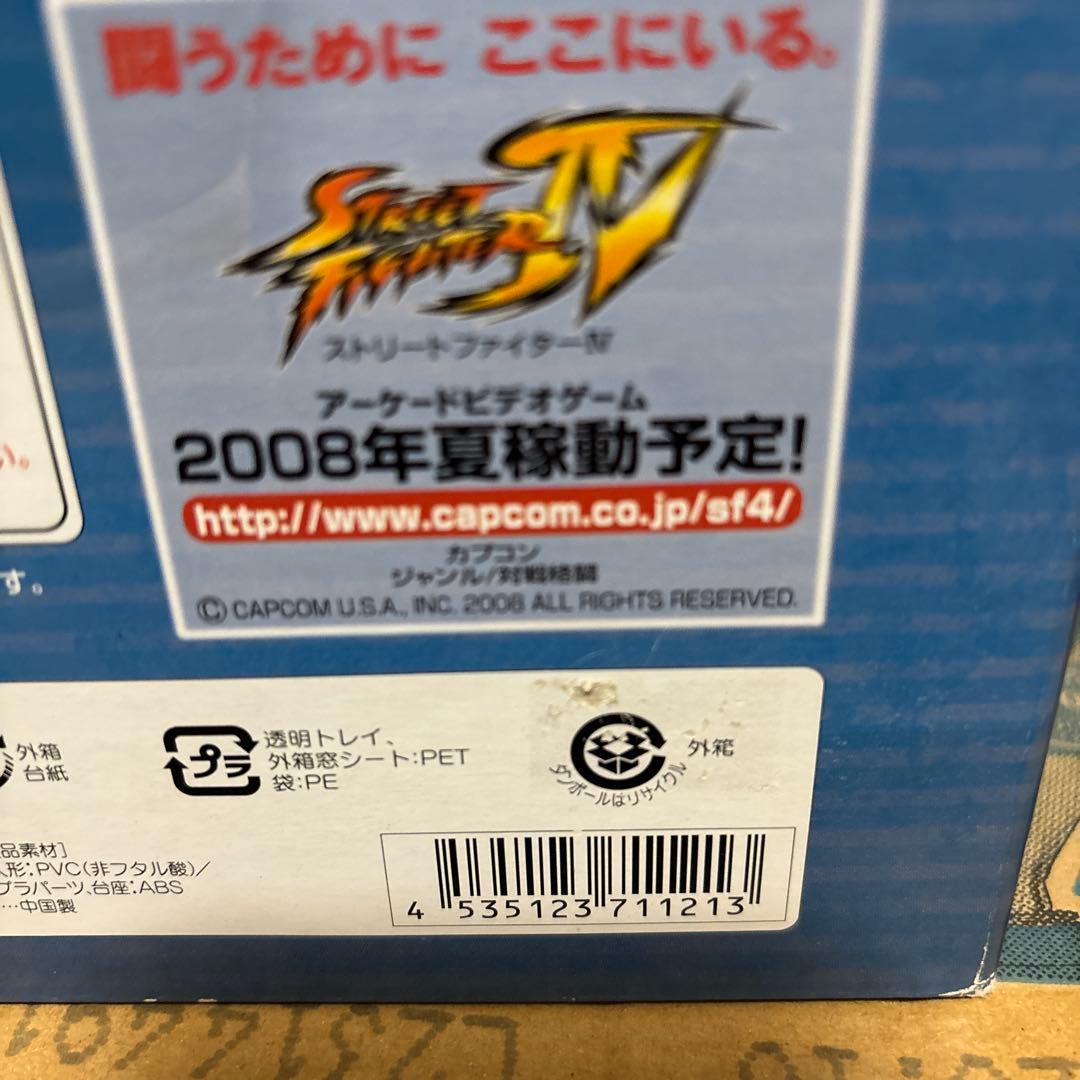 闘うために ここにいる。
STREET FIGHTER IV
ストリートファイターIV
アーケードビデオゲーム
2008年夏稼動予定!
http://www.capcom.co.jp/sf4/
カプコン
ジャンル/対戦格闘
© CAPCOM U.S.A., INC. 2008 ALL RIGHTS RESERVED.
い。
す。
外箱
台紙
プラ
透明トレイ、
外箱窓シート:PET
袋:PE
ダンボールはリサイクル
外箱
品素材]
人形:PVC(非フタル酸)/
プラパーツ、台座:ABS
…中国製
4 535123 711213